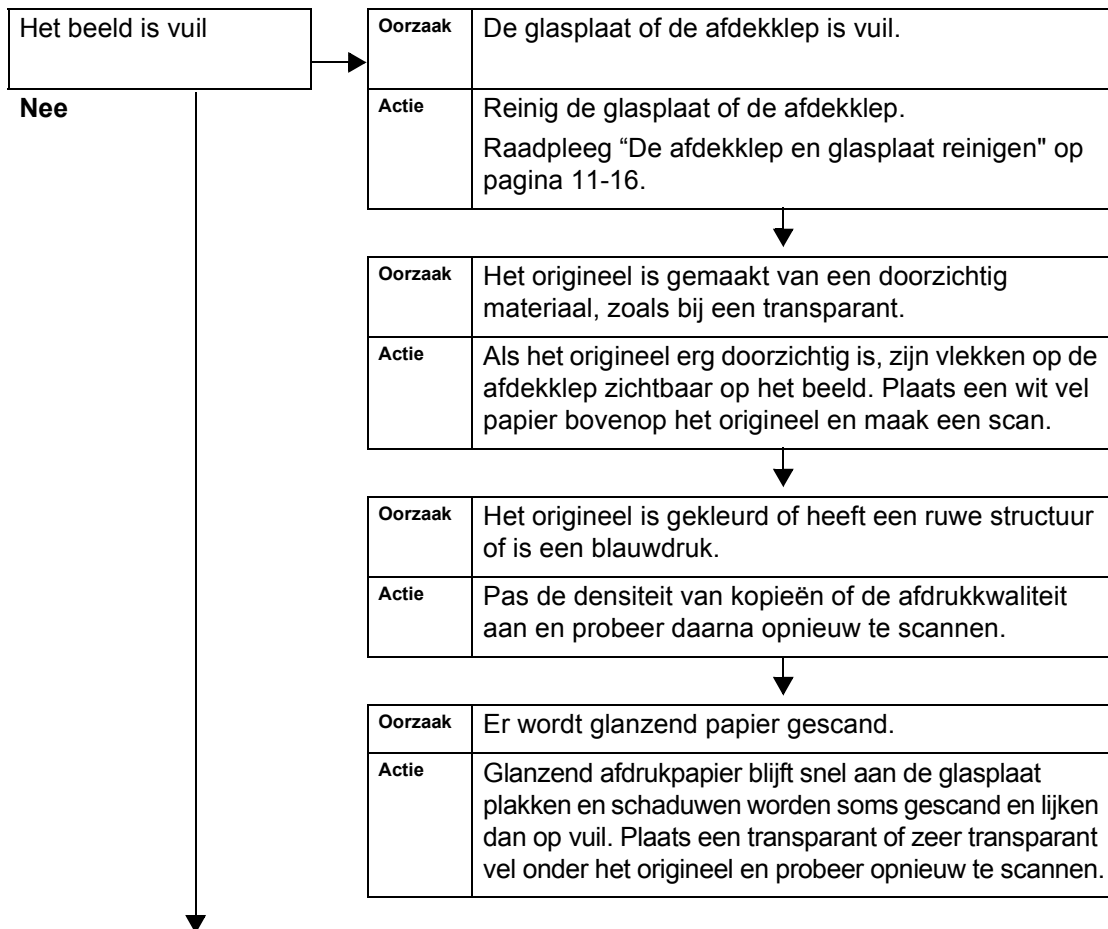 Het beeld is vuil
Nee
Oorzaak De glasplaat of de afdekklep is vuil.
Actie Reinig de glasplaat of de afdekklep.
Raadpleeg “De afdekklep en glasplaat reinigen" op
pagina 11-16.
Oorzaak Het origineel is gemaakt van een doorzichtig
materiaal, zoals bij een transparant.
Actie Als het origineel erg doorzichtig is, zijn vlekken op de
afdekklep zichtbaar op het beeld. Plaats een wit vel
papier bovenop het origineel en maak een scan.
Oorzaak Het origineel is gekleurd of heeft een ruwe structuur
of is een blauwdruk.
Actie Pas de densiteit van kopieën of de afdrukkwaliteit
aan en probeer daarna opnieuw te scannen.
Oorzaak Er wordt glanzend papier gescand.
Actie Glanzend afdrukpapier blijft snel aan de glasplaat
plakken en schaduwen worden soms gescand en lijken
dan op vuil. Plaats een transparant of zeer transparant
vel onder het origineel en probeer opnieuw te scannen.